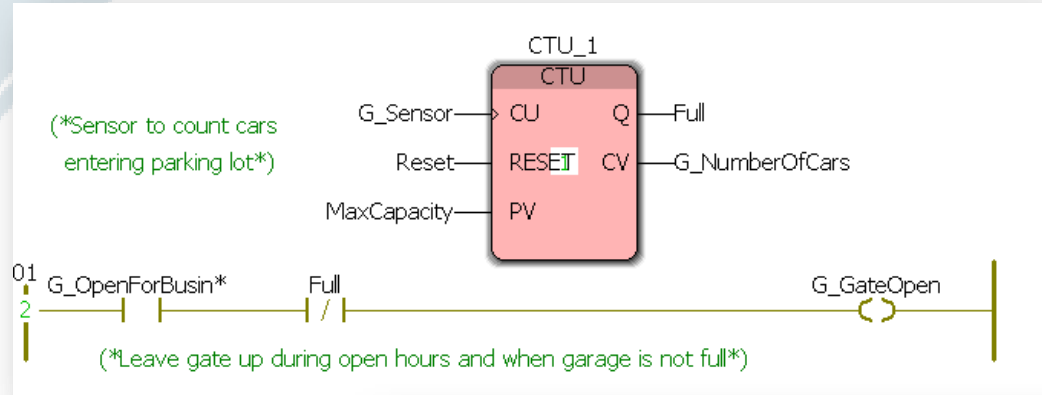 CTU_1
CTU
G_Sensor CU Q Full
(*Sensor to count cars
entering parking lot*)
Reset RESET 1 CV G_NumberOfCars
MaxCapacity PV
01
2
G_OpenForBusin* Full G_GateOpen
(*Leave gate up during open hours and when garage is not full*)